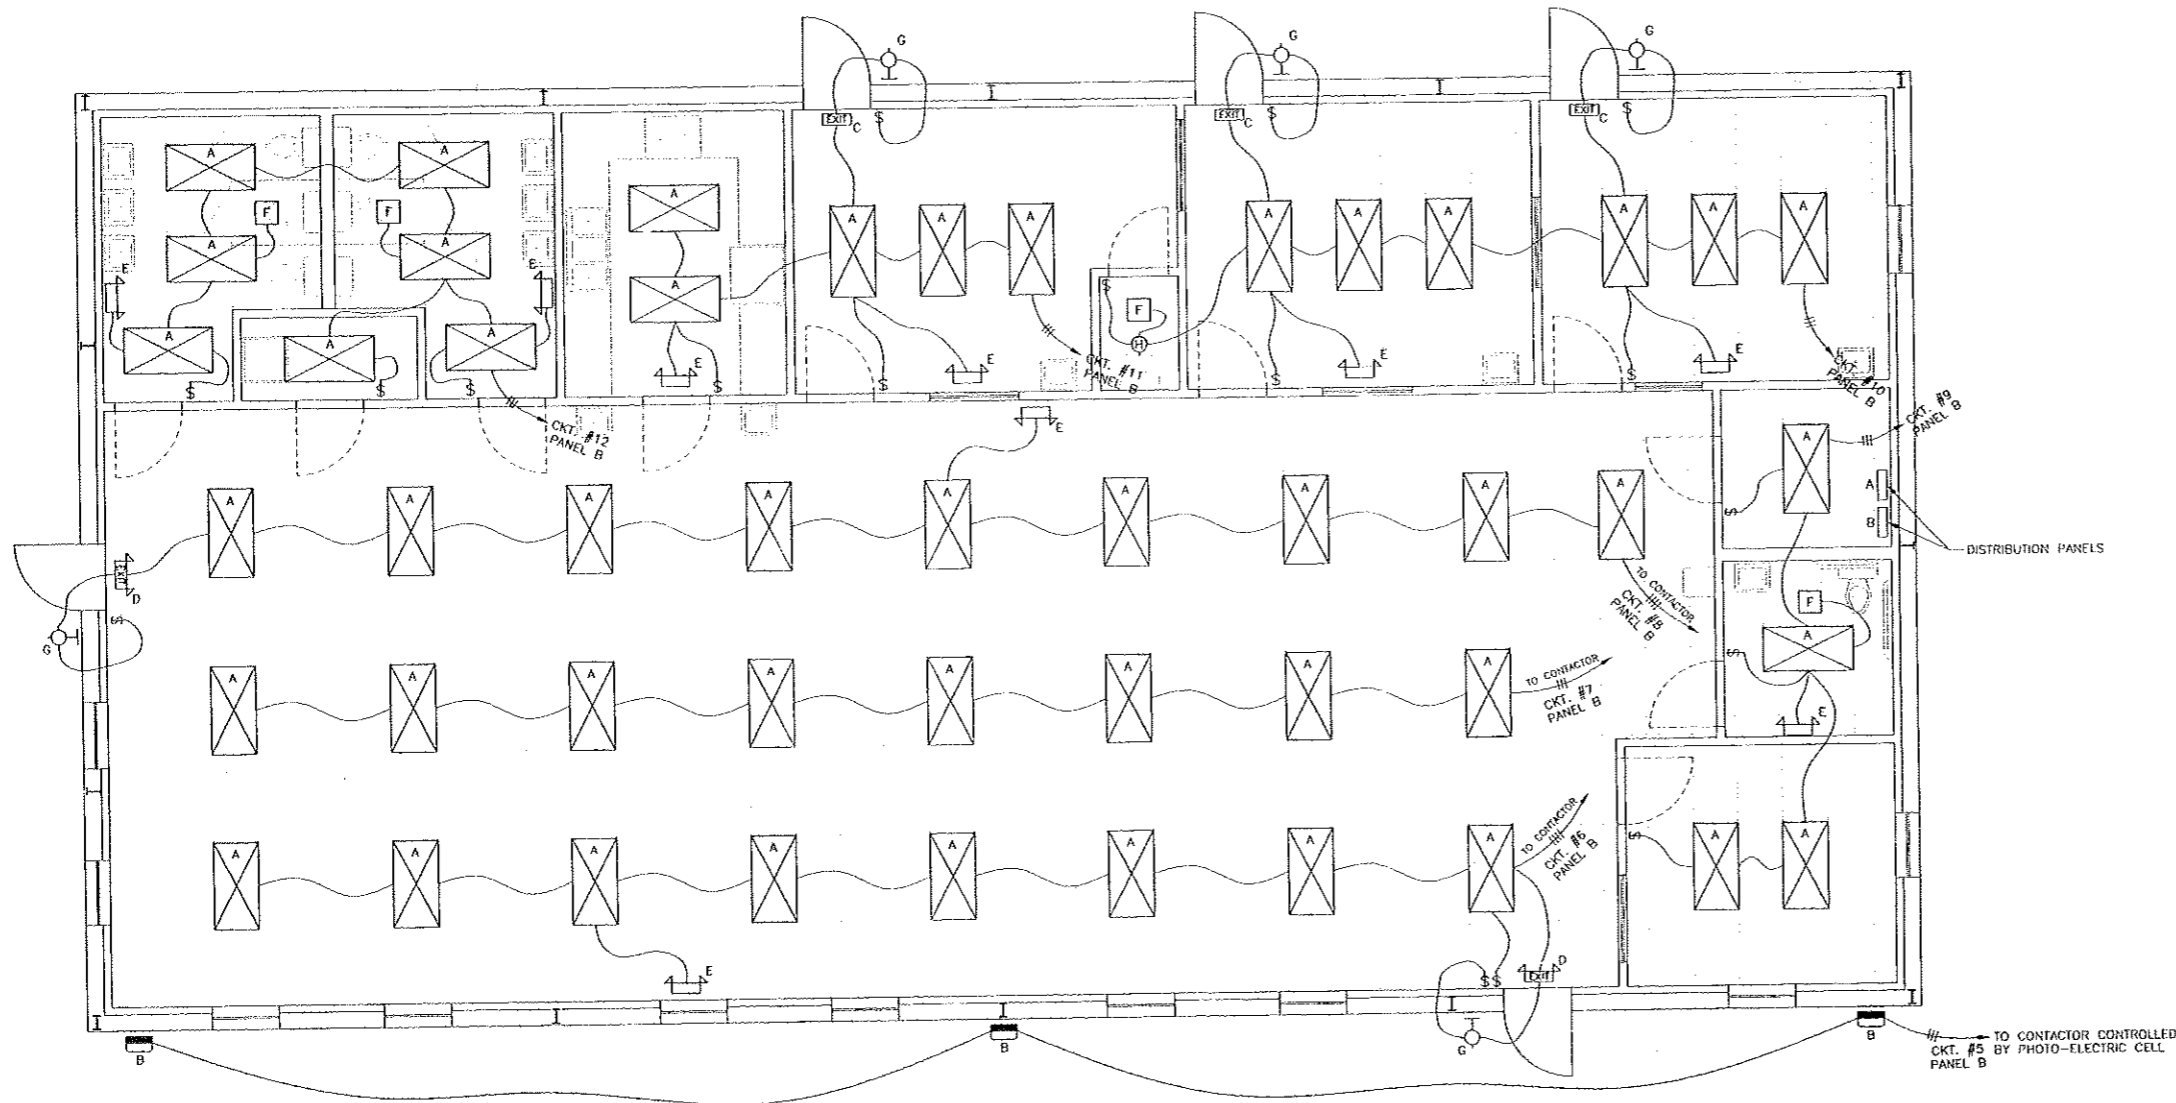 G
G
G
EXIT C
$
EXIT C
$
EXIT C
$
A
A
F
F
A
A
A
A
A
A
A
A
A
A
A
A
A
E
E
A
$
F
H
A
A
A
$
$
$
E
$
$
E
CKT. #11
PANEL B
$
E
$
E
CKT. #10
PANEL B
CKT. #12
PANEL B
E
A
CKT. #9
PANEL B
A
A
A
A
A
A
A
A
A
$
A
B
DISTRIBUTION PANELS
EXIT
D
$
G
TO CONTACTOR
CKT. #8
PANEL B
F
A
$
A
A
A
A
A
A
A
A
TO CONTACTOR
CKT. #7
PANEL B
E
A
A
A
A
A
A
A
A
TO CONTACTOR
CKT. #6
PANEL B
$
A
A
E
$$
EXIT D
G
B
B
B
TO CONTACTOR CONTROLLED
CKT. #5 BY PHOTO-ELECTRIC CELL
PANEL B